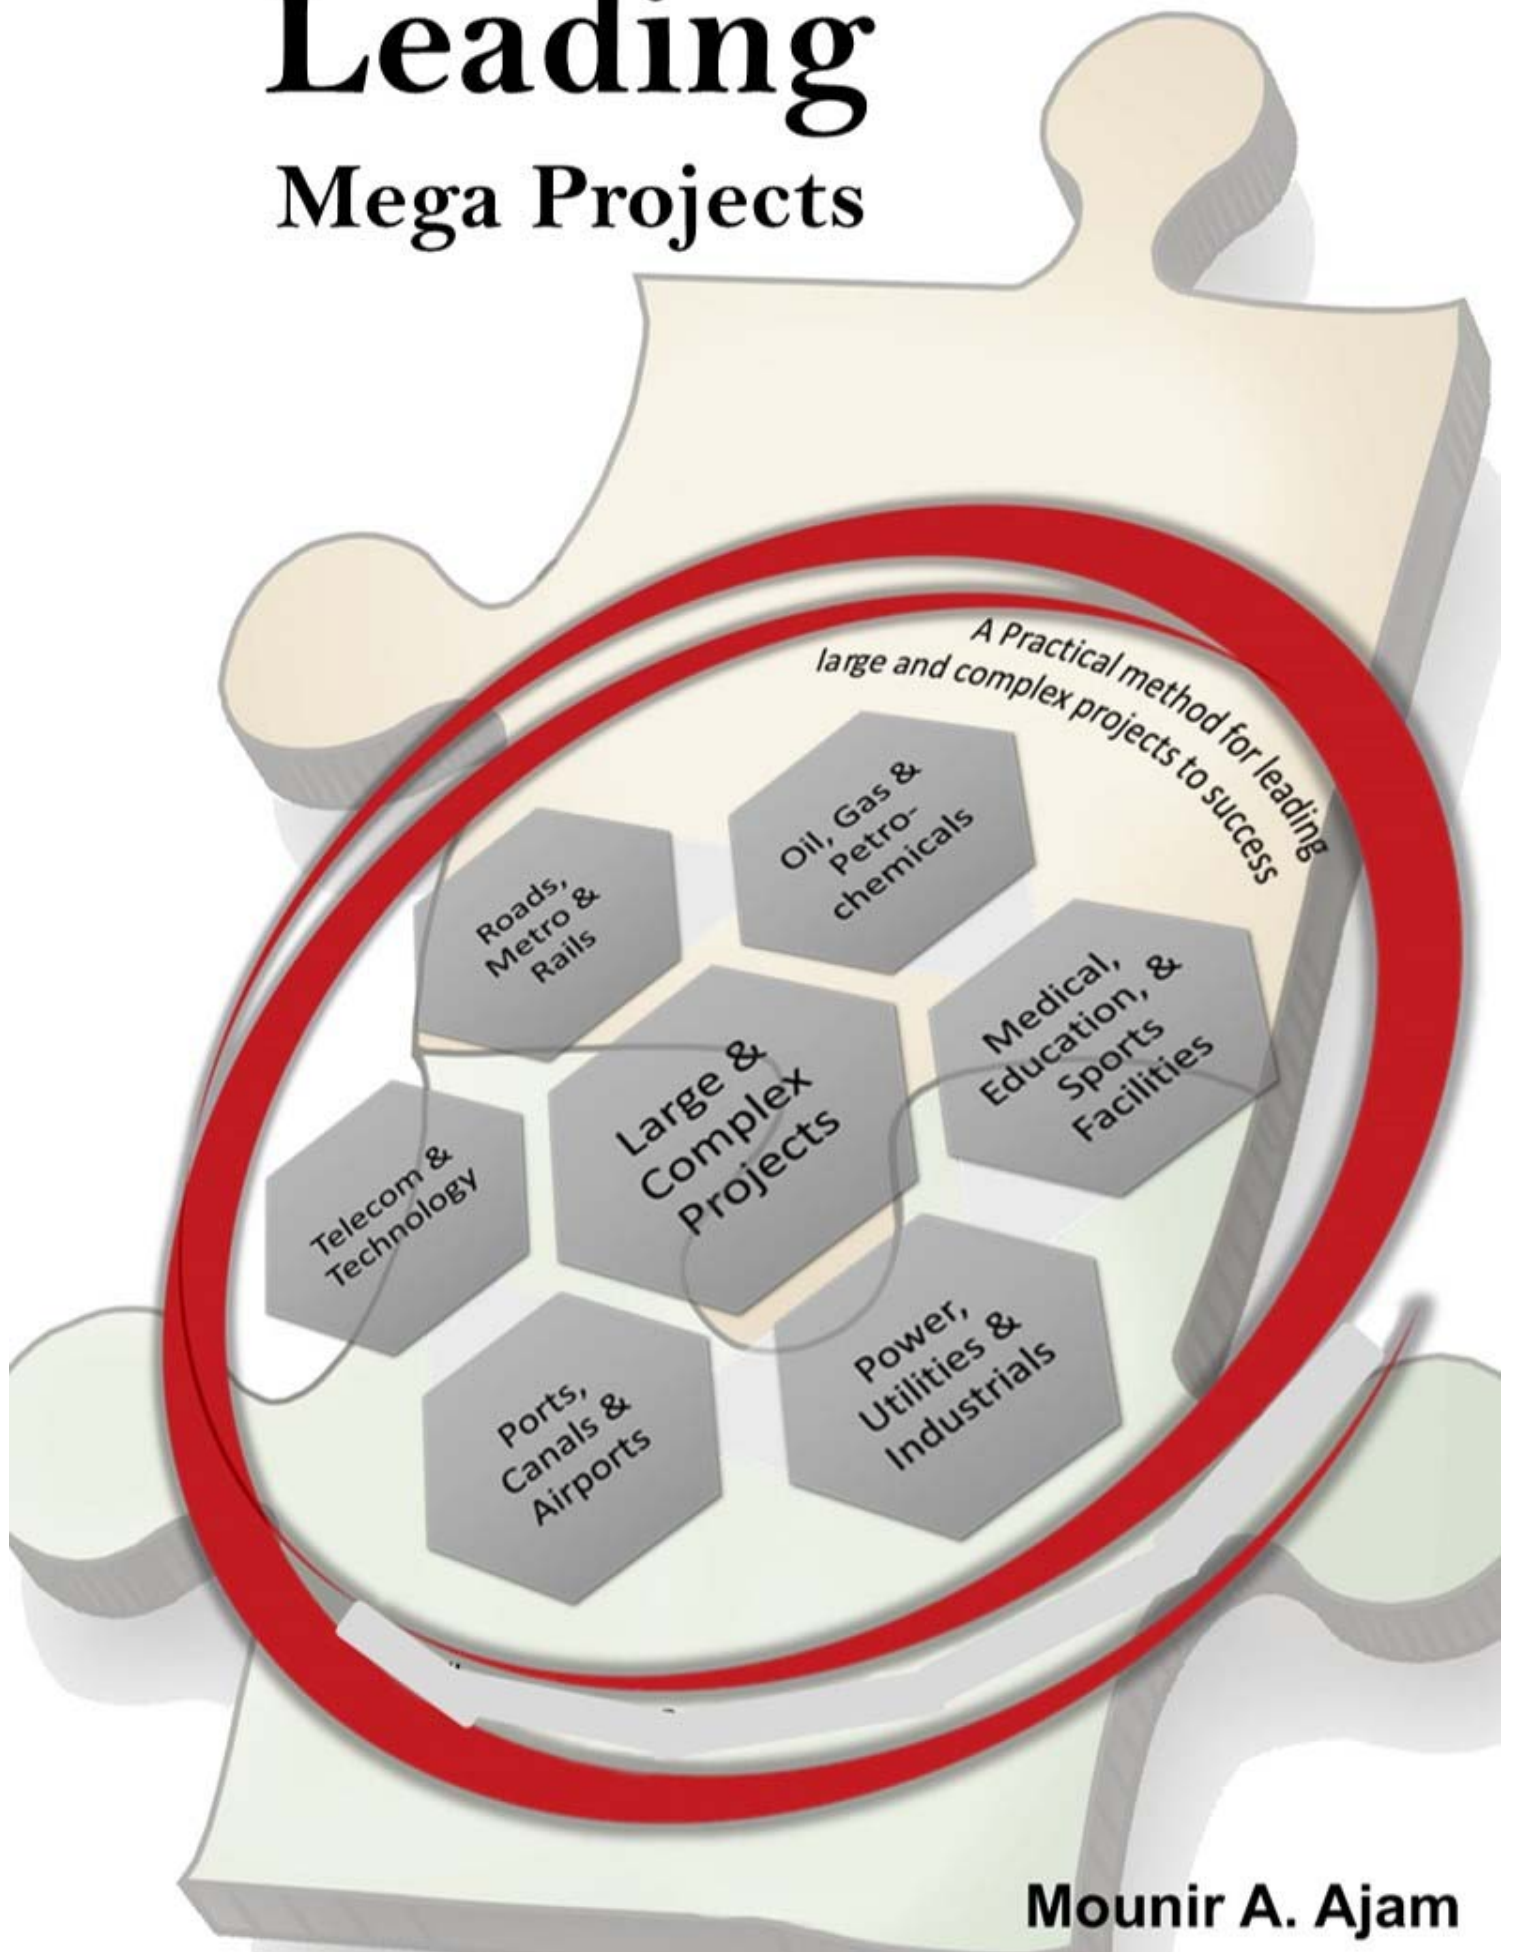 Leading
Mega Projects
A Practical method for leading
large and complex projects to success
Oil, Gas &
Petro-
chemicals
Roads,
Metro &
Rails
Medical,
Education, &
Sports
Facilities
Large &
Complex
Projects
Telecom &
Technology
Power,
Utilities &
Industrials
Ports,
Canals &
Airports
Mounir A. Ajam